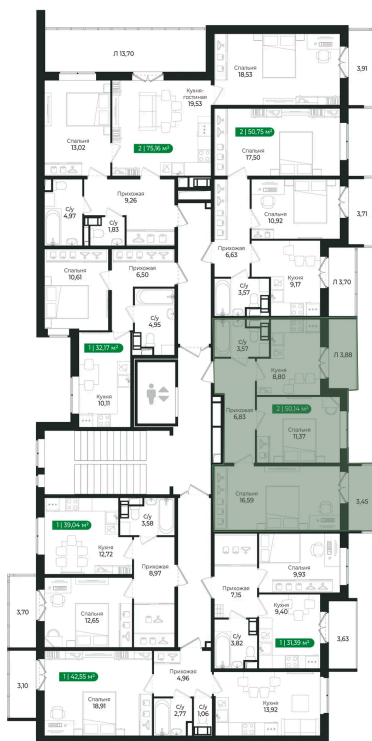 Л 13,70
Спальня
18,53
3,91
Кухня-
гостиная
19,53
Спальня
13,02
2 | 75,16 м²
2 | 50,75 м²
Спальня
17,50
Прихожая
9,26
С/у
4,97
С/у
1,83
Спальня
10,92
3,71
Прихожая
6,63
Спальня
10,61
Прихожая
6,50
С/у
4,95
С/у
3,57
Кухня
9,17
Л 3,70
1 | 32,17 м²
Кухня
10,11
С/у
3,57
Кухня
8,80
Л 3,88
Прихожая
6,83
2 | 50,14 м²
Спальня
11,37
Спальня
16,59
3,45
1 | 39,04 м²
Кухня
12,72
С/у
3,58
Прихожая
8,97
Спальня
9,93
Прихожая
7,15
Кухня
9,40
3,70
Спальня
12,65
С/у
3,82
1 | 31,39 м²
3,63
3,10
1 | 42,55 м²
Спальня
18,91
Прихожая
4,96
С/у
2,77
С/у
1,06
Кухня
13,92